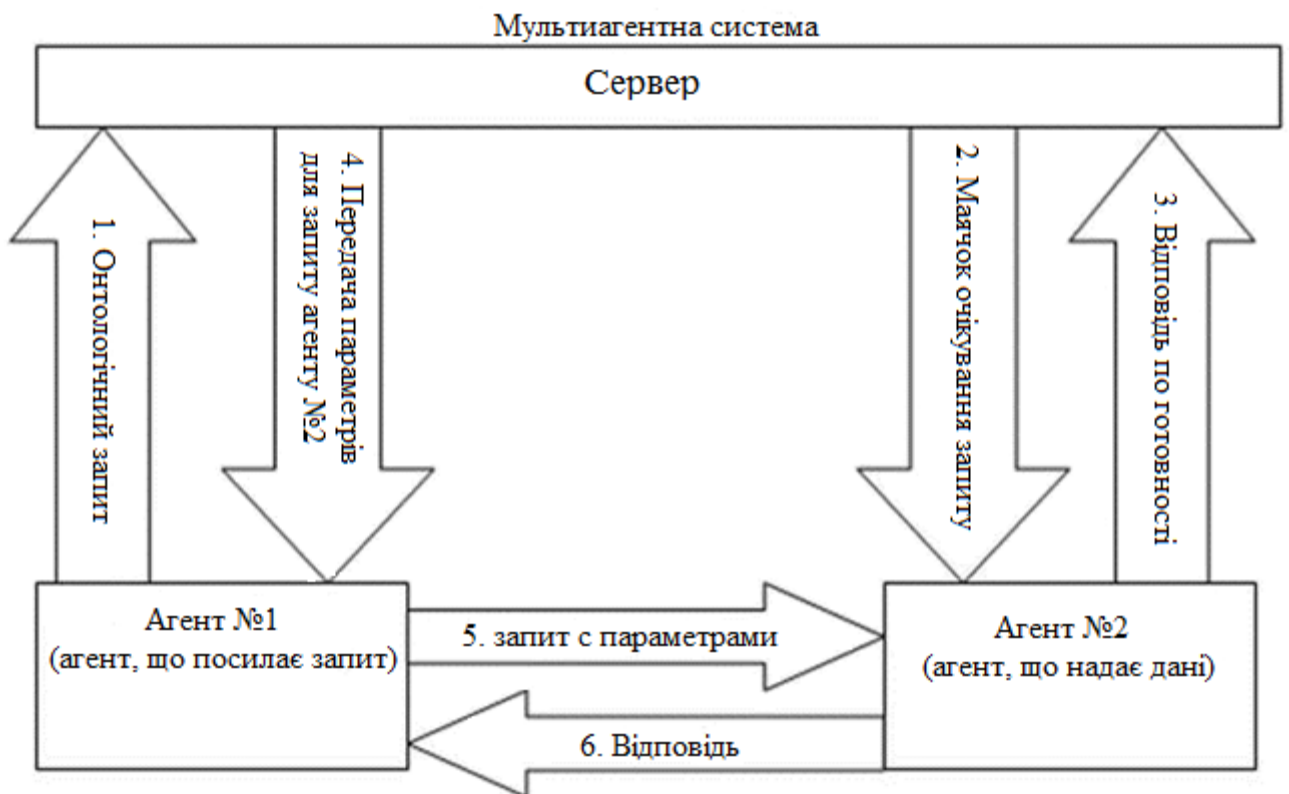 Мультиагентна система
Сервер
1. Онтологічний запит
4. Передача параметрів
для запиту агенту №2
2. Маячок очікування запиту
3. Відповідь по готовності
Агент №1
(агент, що посилає запит)
5. запит с параметрами
Агент №2
(агент, що надає дані)
6. Відповідь